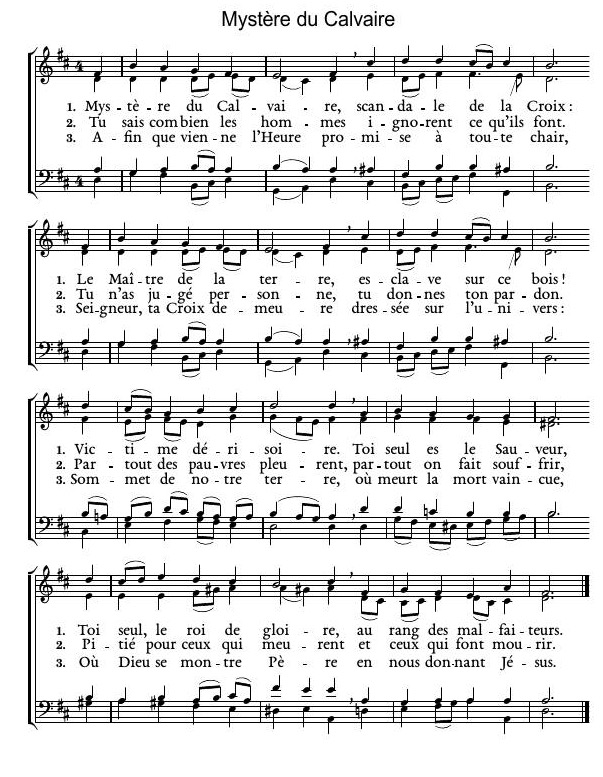 Mystère du Calvaire
1. Mys - tè - re du Cal - vai - re, scan - da - le de la Croix :
2. Tu sais com bien les hom - mes i - gno - rent ce qu'ils font.
3. A - fin que vien - ne l'Heure pro - mi - se à tou - te chair,
1. Le Maî - tre de la ter - re, es - cla - ve sur ce bois !
2. Tu n'as ju - gé per - son - ne, tu don - nes ton par - don.
3. Sei - gneur, ta Croix de - meu - re dres - sée sur l'u - ni - vers :
1. Vic - ti - me dé - ri - soi - re. Toi seul es le Sau - veur,
2. Par - tout des pau - vres pleu - rent, par - tout on fait souf - frir,
3. Som - met de no - tre ter - re, où meurt la mort vain - cue,
1. Toi seul, le roi de gloi - re, au rang des mal - fai - teurs.
2. Pi - tié pour ceux qui meu - rent et ceux qui font mou - rir.
3. Où Dieu se mon - tre Pè - re en nous don - nant Jé - sus.